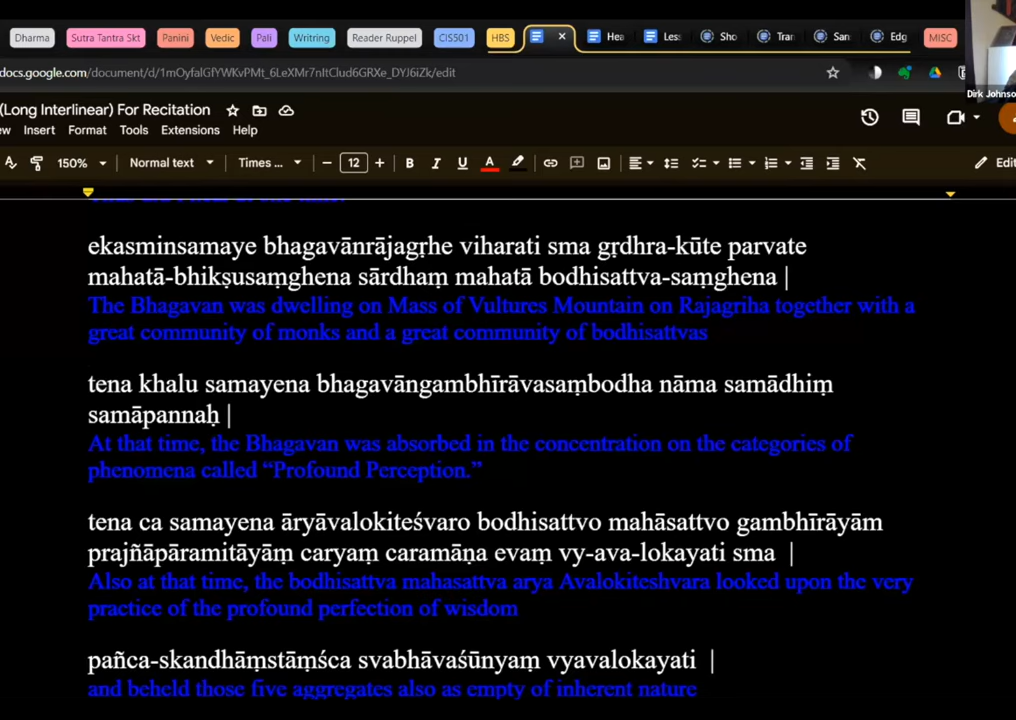 Dharma Sutra Tantra Skt Panini Vedic Pali Writring Reader Ruppel CIS501 HBS Hea Les Sho Tra San Edg MISC
docs.google.com/document/d/1mOyfalGfYWKvPMt_6LeXMr7nItClud6GRXe_DYJ6iZk/edit
Dirk Johnson
(Long Interlinear) For Recitation
ew Insert Format Tools Extensions Help
150% Normal text Times ... 12 B I U A Edit
ekasminsamaye bhagavānrājagṛhe viharati sma gṛdhra-kūte parvate
mahatā-bhikṣusaṃghena sārdhaṃ mahatā bodhisattva-saṃghena |
The Bhagavan was dwelling on Mass of Vultures Mountain on Rajagriha together with a
great community of monks and a great community of bodhisattvas
tena khalu samayena bhagavāngambhīrāvasaṃbodha nāma samādhiṃ
samāpannaḥ |
At that time, the Bhagavan was absorbed in the concentration on the categories of
phenomena called “Profound Perception.”
tena ca samayena āryāvalokiteśvaro bodhisattvo mahāsattvo gambhīrāyāṃ
prajñāpāramitāyāṃ caryaṃ caramāṇa evaṃ vy-ava-lokayati sma |
Also at that time, the bodhisattva mahasattva arya Avalokiteshvara looked upon the very
practice of the profound perfection of wisdom
pañca-skandhāṃstāṃśca svabhāvaśūnyaṃ vyavalokayati |
and beheld those five aggregates also as empty of inherent nature